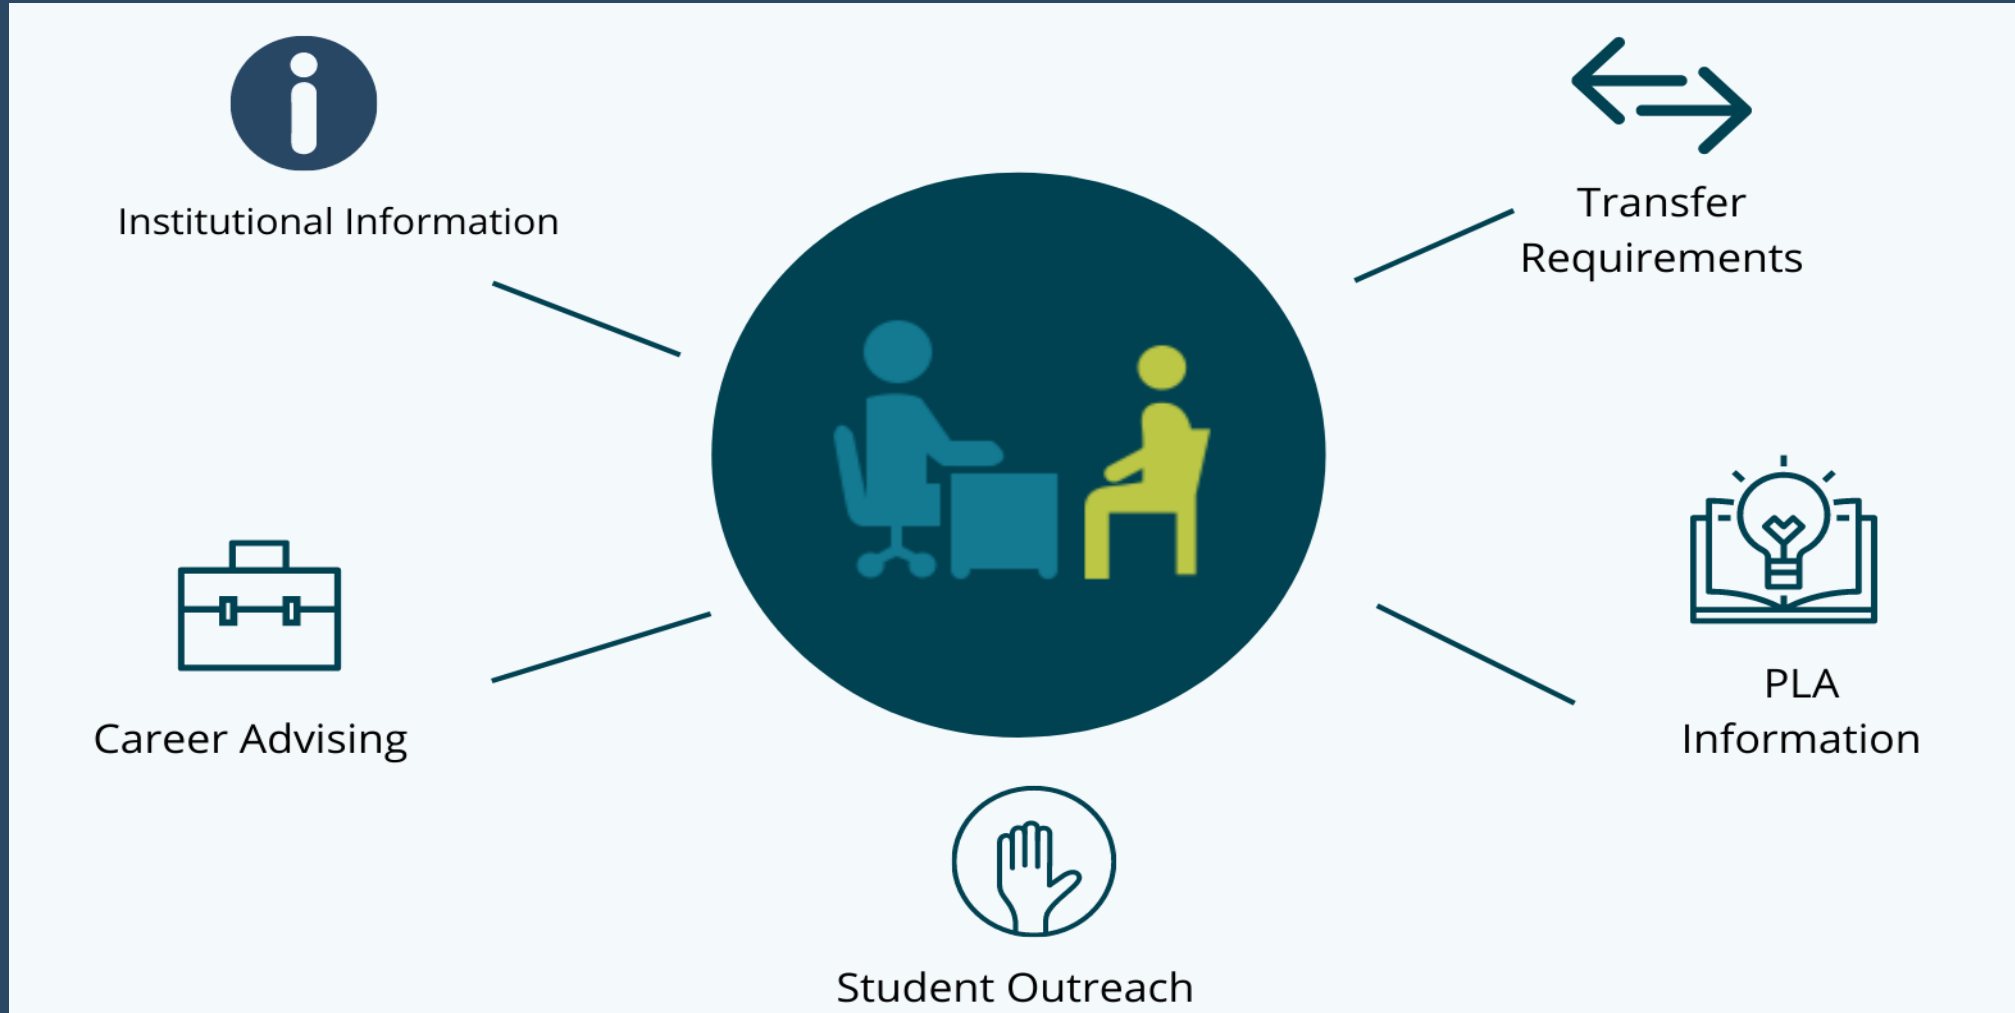 Institutional Information
Transfer
Requirements
Career Advising
PLA
Information
Student Outreach